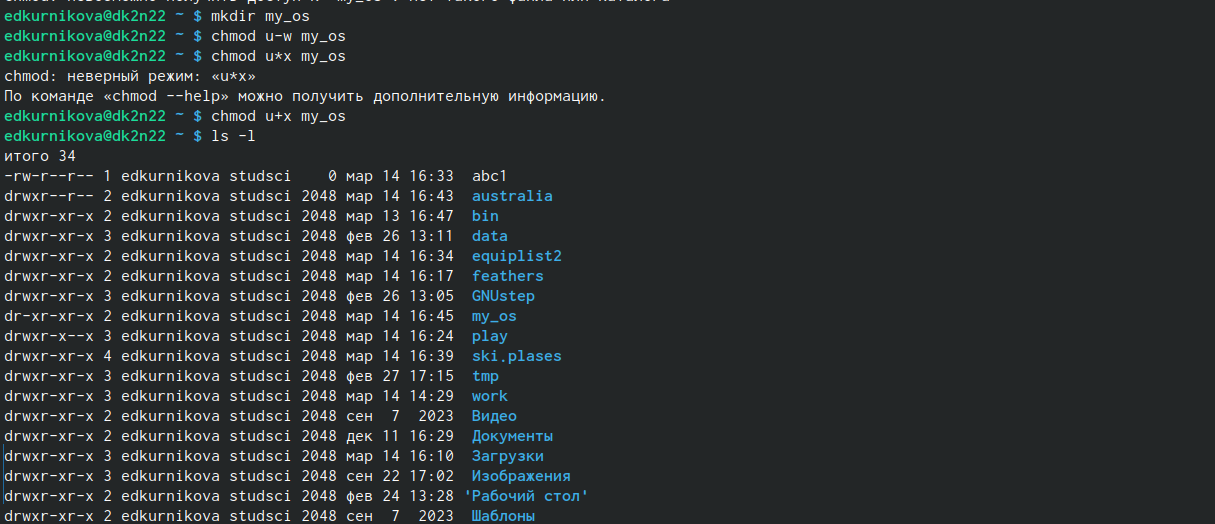 chmod: невозможно получить доступ к 'my_os': Нет такого файла или каталога
edkurnikova@dk2n22 ~ $ mkdir my_os
edkurnikova@dk2n22 ~ $ chmod u-w my_os
edkurnikova@dk2n22 ~ $ chmod u*x my_os
chmod: неверный режим: «u*x»
По команде «chmod --help» можно получить дополнительную информацию.
edkurnikova@dk2n22 ~ $ chmod u+x my_os
edkurnikova@dk2n22 ~ $ ls -l
итого 34
-rw-r--r-- 1 edkurnikova studsci    0 мар 14 16:33  abc1
drwxr--r-- 2 edkurnikova studsci 2048 мар 14 16:43  australia
drwxr-xr-x 2 edkurnikova studsci 2048 мар 13 16:47  bin
drwxr-xr-x 3 edkurnikova studsci 2048 фев 26 13:11  data
drwxr-xr-x 2 edkurnikova studsci 2048 мар 14 16:34  equiplist2
drwxr-xr-x 2 edkurnikova studsci 2048 мар 14 16:17  feathers
drwxr-xr-x 3 edkurnikova studsci 2048 фев 26 13:05  GNUstep
dr-xr-xr-x 2 edkurnikova studsci 2048 мар 14 16:45  my_os
drwxr-x--x 3 edkurnikova studsci 2048 мар 14 16:24  play
drwxr-xr-x 4 edkurnikova studsci 2048 мар 14 16:39  ski.plases
drwxr-xr-x 3 edkurnikova studsci 2048 фев 27 17:15  tmp
drwxr-xr-x 3 edkurnikova studsci 2048 мар 14 14:29  work
drwxr-xr-x 2 edkurnikova studsci 2048 сен  7  2023  Видео
drwxr-xr-x 2 edkurnikova studsci 2048 дек 11 16:29  Документы
drwxr-xr-x 3 edkurnikova studsci 2048 мар 14 16:10  Загрузки
drwxr-xr-x 3 edkurnikova studsci 2048 сен 22 17:02  Изображения
drwxr-xr-x 2 edkurnikova studsci 2048 фев 24 13:28 'Рабочий стол'
drwxr-xr-x 2 edkurnikova studsci 2048 сен  7  2023  Шаблоны